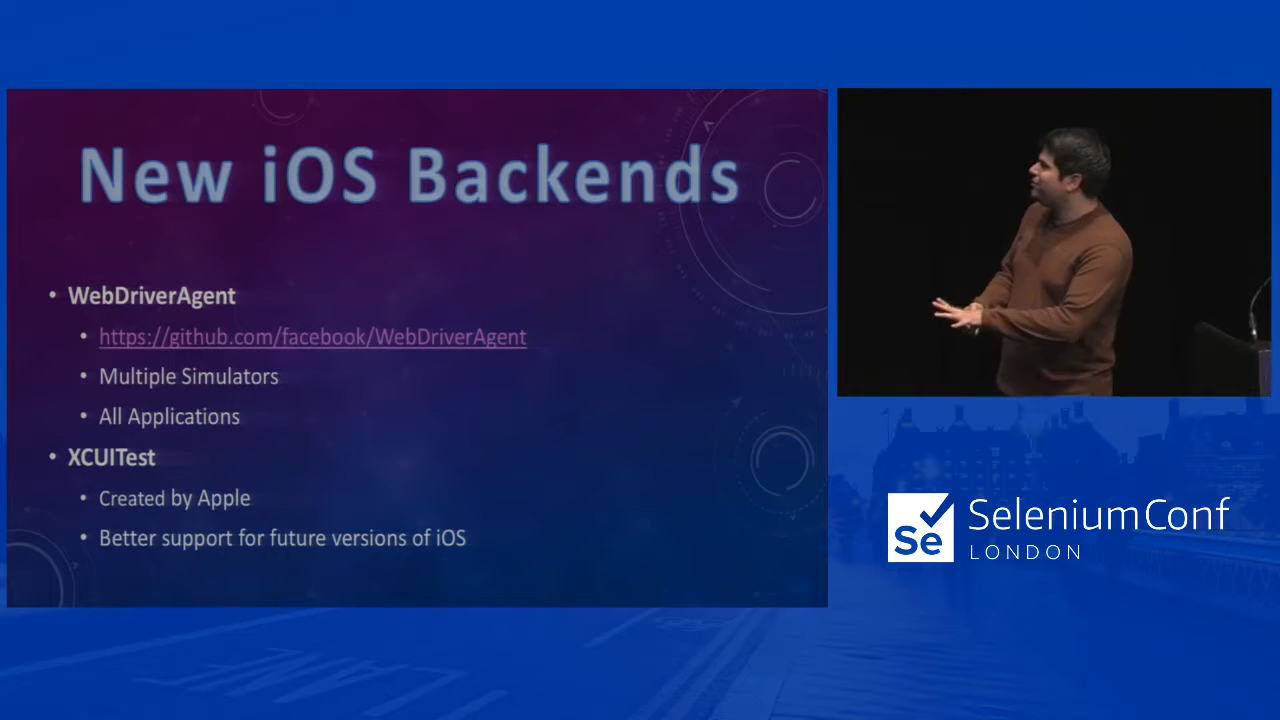 New iOS Backends
• WebDriverAgent
• https://github.com/facebook/WebDriverAgent
• Multiple Simulators
• All Applications
• XCUITest
• Created by Apple
• Better support for future versions of iOS
Se
SeleniumConf
LONDON
LANE